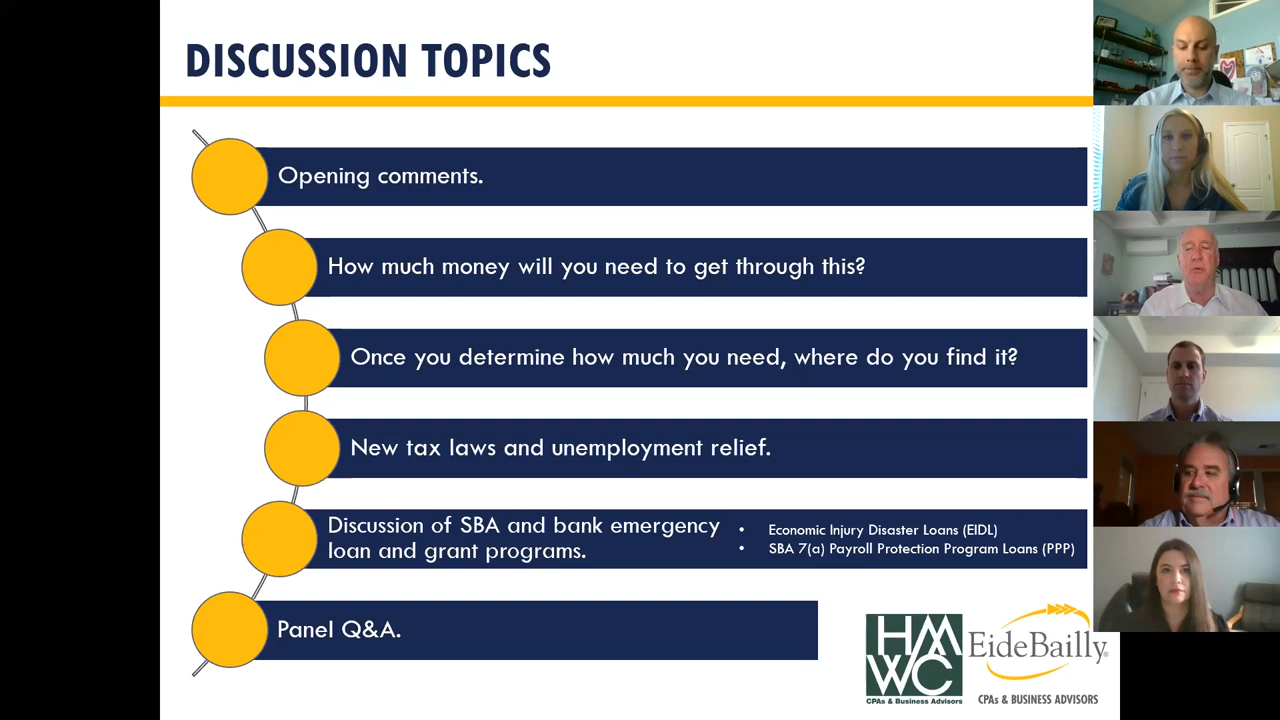 DISCUSSION TOPICS
Opening comments.
How much money will you need to get through this?
Once you determine how much you need, where do you find it?
New tax laws and unemployment relief.
Discussion of SBA and bank emergency
loan and grant programs.
• Economic Injury Disaster Loans (EIDL)
• SBA 7(a) Payroll Protection Program Loans (PPP)
Panel Q&A.
HM
WC
CPAs & Business Advisors
EideBailly®
CPAs & BUSINESS ADVISORS